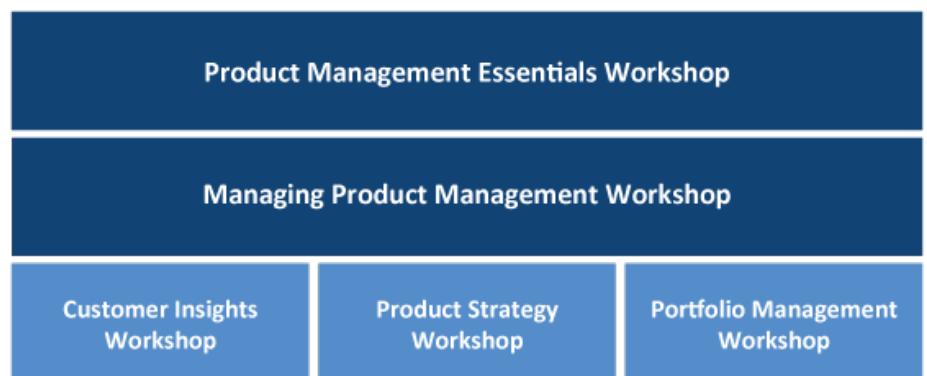 Product Management Essentials Workshop
Managing Product Management Workshop
Customer Insights
Workshop
Product Strategy
Workshop
Portfolio Management
Workshop